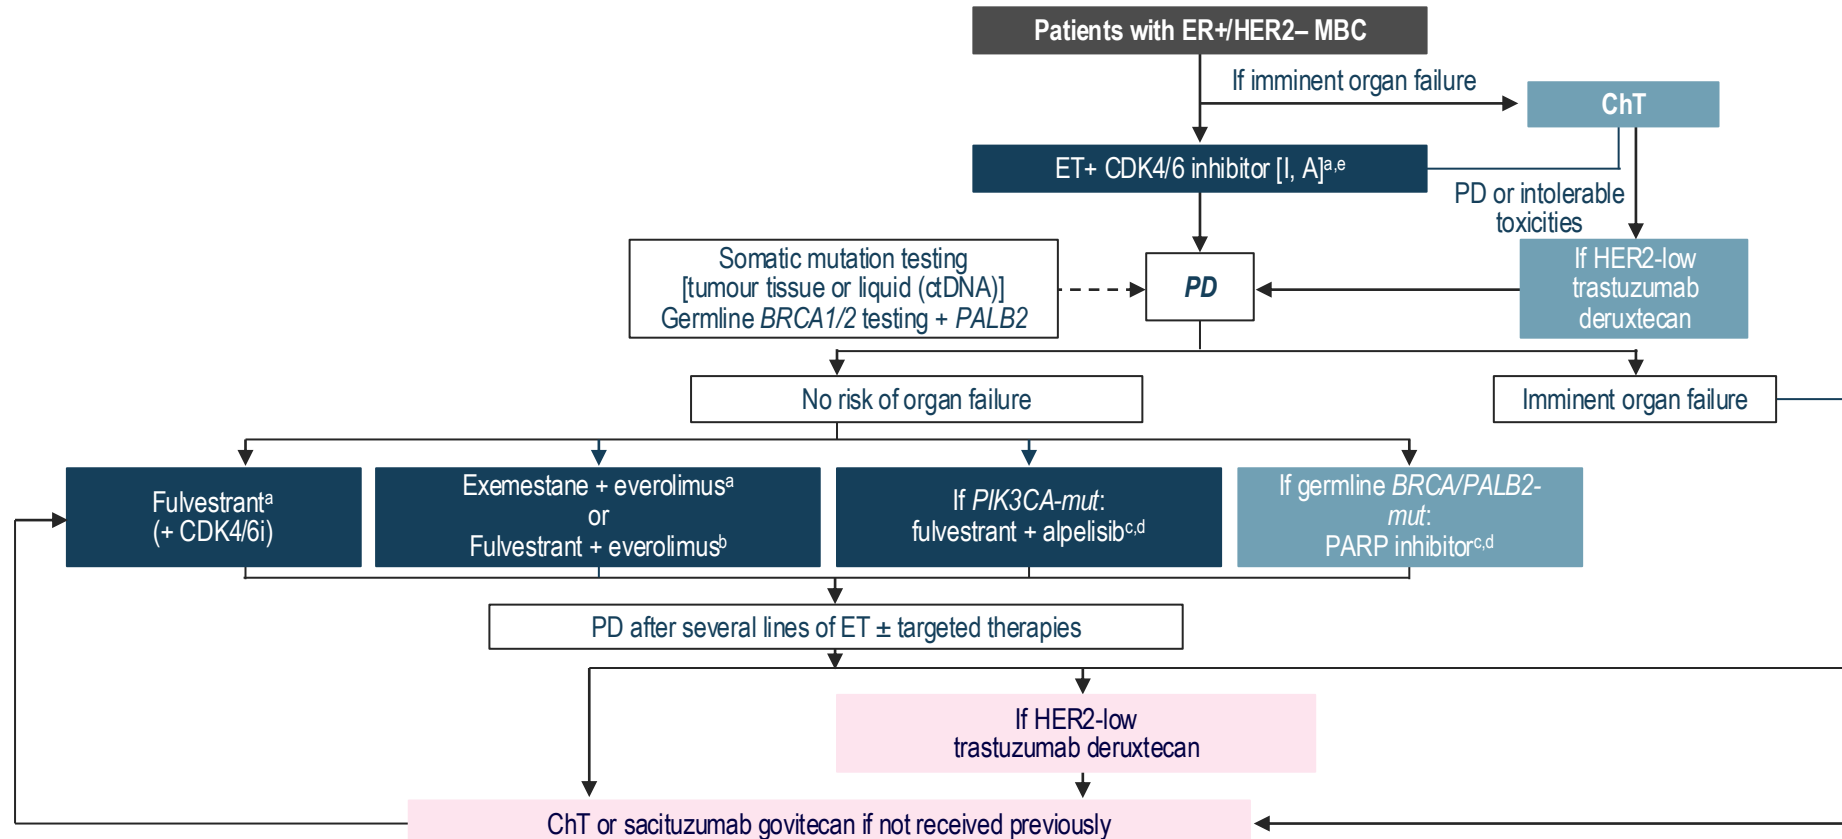 Patients with ER+/HER2– MBC
If imminent organ failure
ChT
ET+ CDK4/6 inhibitor [I, A]a,e
PD or intolerable
toxicities
Somatic mutation testing
[tumour tissue or liquid (ctDNA)]
Germline BRCA1/2 testing + PALB2
PD
If HER2-low
trastuzumab
deruxtecan
No risk of organ failure
Imminent organ failure
Fulvestranta
(+ CDK4/6i)
Exemestane + everolimusa
or
Fulvestrant + everolimusb
If PIK3CA-mut:
fulvestrant + alpelisibc,d
If germline BRCA/PALB2-
mut:
PARP inhibitorc,d
PD after several lines of ET ± targeted therapies
If HER2-low
trastuzumab deruxtecan
ChT or sacituzumab govitecan if not received previously